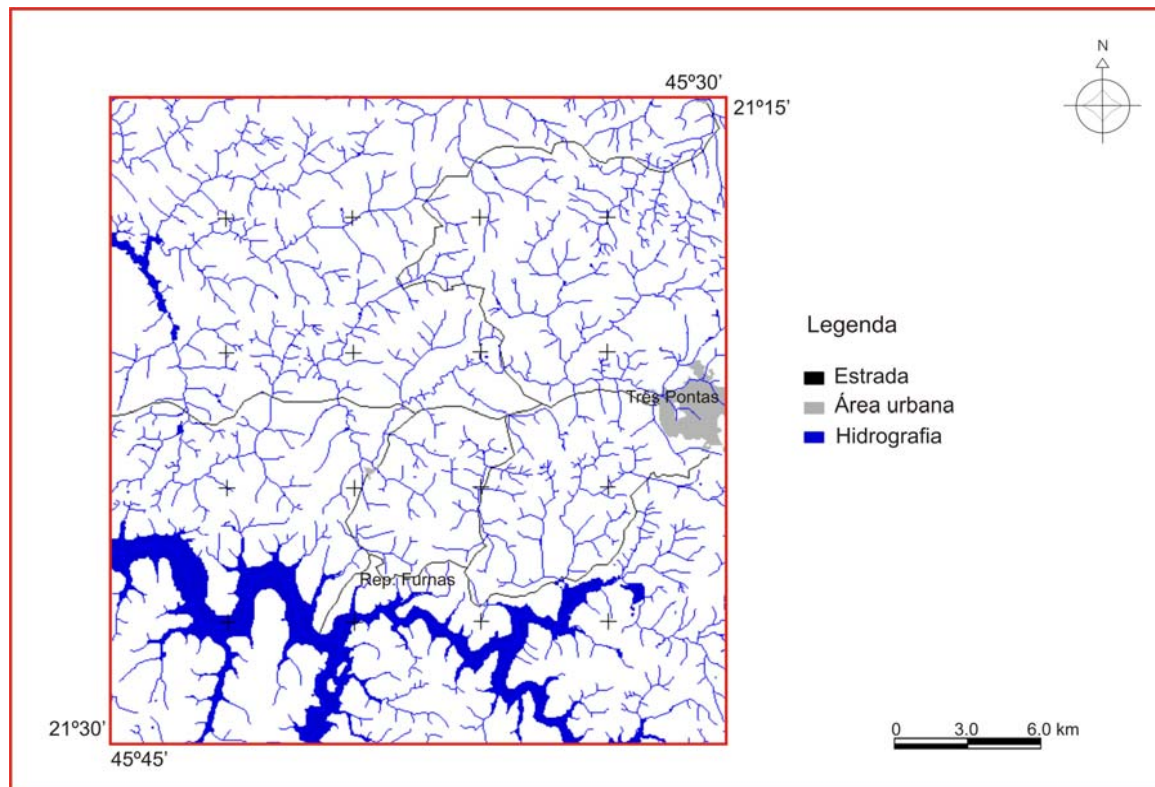 N
45º30'
21º15'
Legenda
Estrada
Três Pontas
Área urbana
Hidrografia
Rep. Furnas
0 3.0 6.0 km
21º30'
45º45'